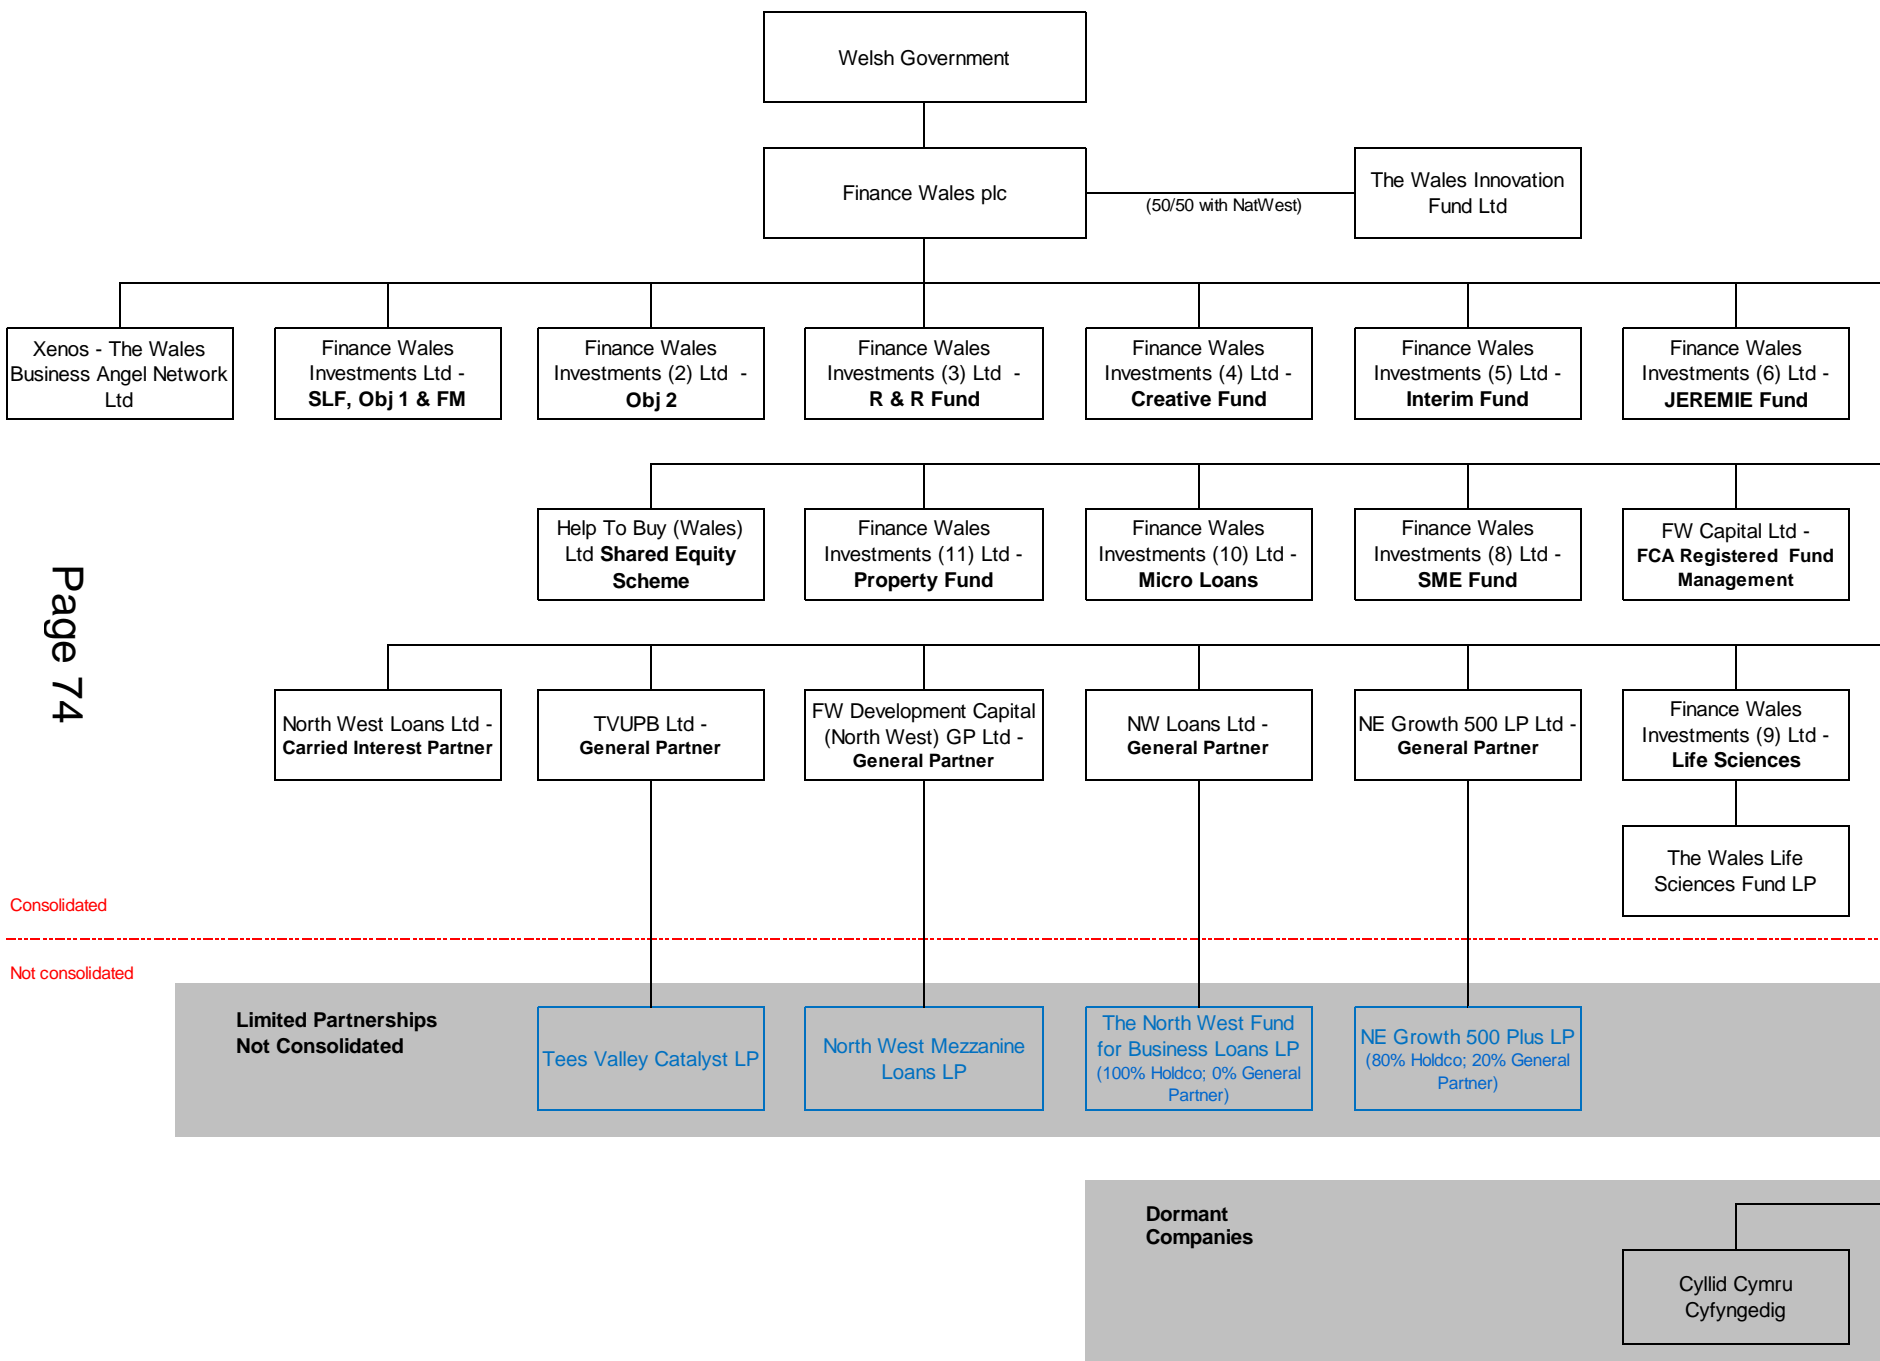 Welsh Government
Finance Wales plc
(50/50 with NatWest)
The Wales Innovation
Fund Ltd
Xenos - The Wales
Business Angel Network
Ltd
Finance Wales
Investments Ltd -
SLF, Obj 1 & FM
Finance Wales
Investments (2) Ltd -
Obj 2
Finance Wales
Investments (3) Ltd -
R & R Fund
Finance Wales
Investments (4) Ltd -
Creative Fund
Finance Wales
Investments (5) Ltd -
Interim Fund
Finance Wales
Investments (6) Ltd -
JEREMIE Fund
Help To Buy (Wales)
Ltd Shared Equity
Scheme
Finance Wales
Investments (11) Ltd -
Property Fund
Finance Wales
Investments (10) Ltd -
Micro Loans
Finance Wales
Investments (8) Ltd -
SME Fund
FW Capital Ltd -
FCA Registered Fund
Management
Page 74
North West Loans Ltd -
Carried Interest Partner
TVUPB Ltd -
General Partner
FW Development Capital
(North West) GP Ltd -
General Partner
NW Loans Ltd -
General Partner
NE Growth 500 LP Ltd -
General Partner
Finance Wales
Investments (9) Ltd -
Life Sciences
The Wales Life
Sciences Fund LP
Consolidated
Not consolidated
Limited Partnerships
Not Consolidated
Tees Valley Catalyst LP
North West Mezzanine
Loans LP
The North West Fund
for Business Loans LP
(100% Holdco; 0% General
Partner)
NE Growth 500 Plus LP
(80% Holdco; 20% General
Partner)
Dormant
Companies
Cyllid Cymru
Cyfyngedig